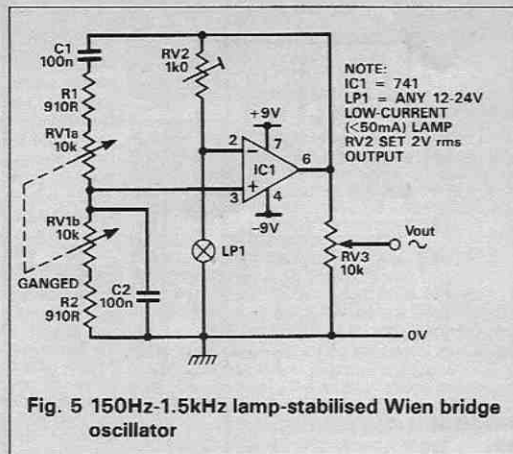 C1
100n
R1
910R
RV1a
10k
RV1b
10k
GANGED
R2
910R
C2
100n
RV2
1k0
LP1
+9V
2
7
IC1
6
3
4
−9V
NOTE:
IC1 = 741
LP1 = ANY 12-24V
LOW-CURRENT
(<50mA) LAMP
RV2 SET 2V rms
OUTPUT
Vout
RV3
10k
0V
Fig. 5 150Hz-1.5kHz lamp-stabilised Wien bridge
oscillator